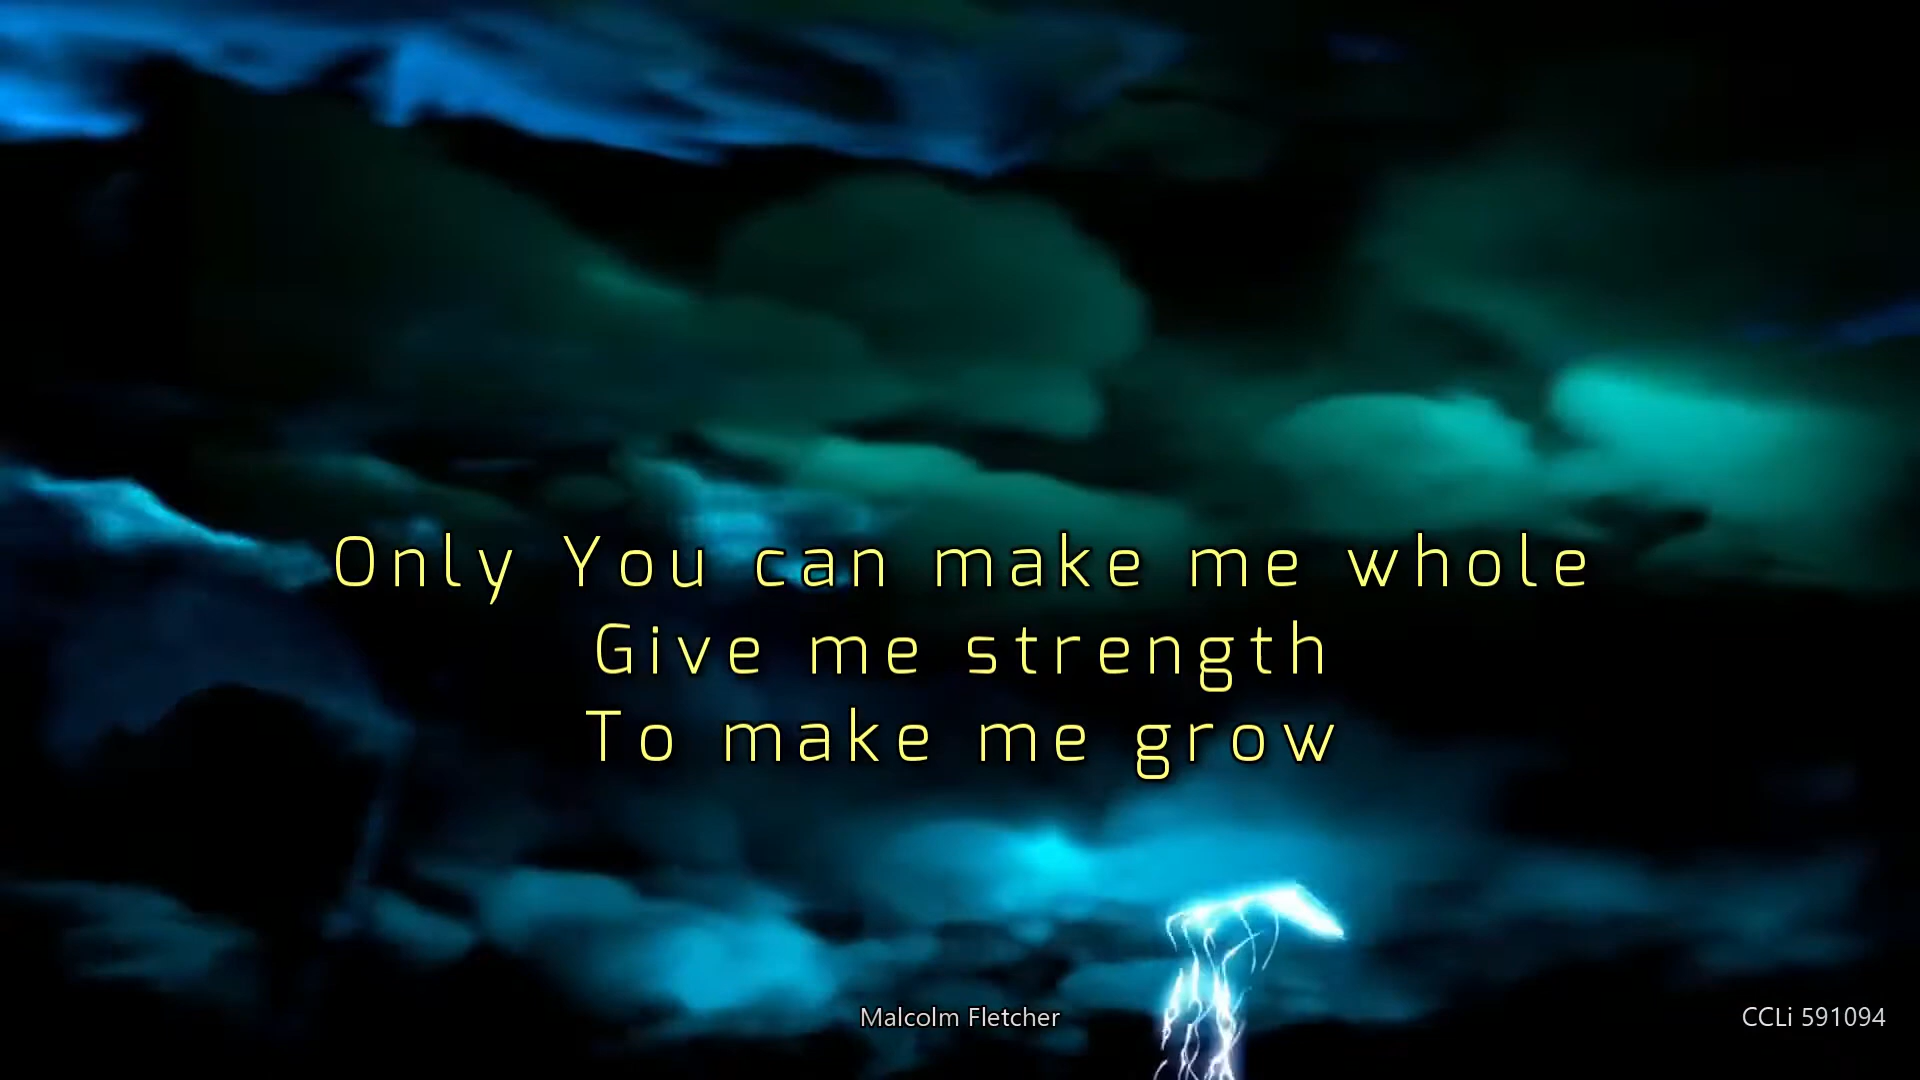 Only You can make me whole
Give me strength
To make me grow
Malcolm Fletcher
CCLi 591094